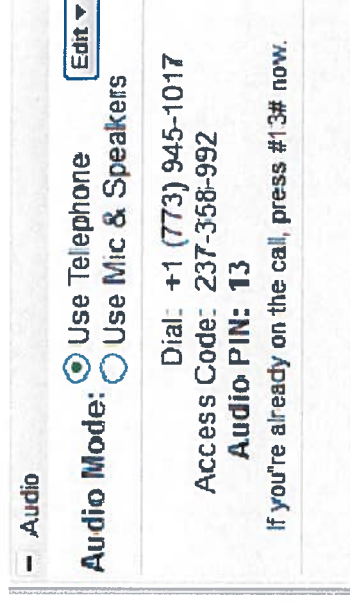 Audio
Edit
Audio Mode: Use Telephone
Use Mic & Speakers
Dial: +1 (773) 945-1017
Access Code: 237-358-992
Audio PIN: 13
If you"re already on the call, press #13# now.